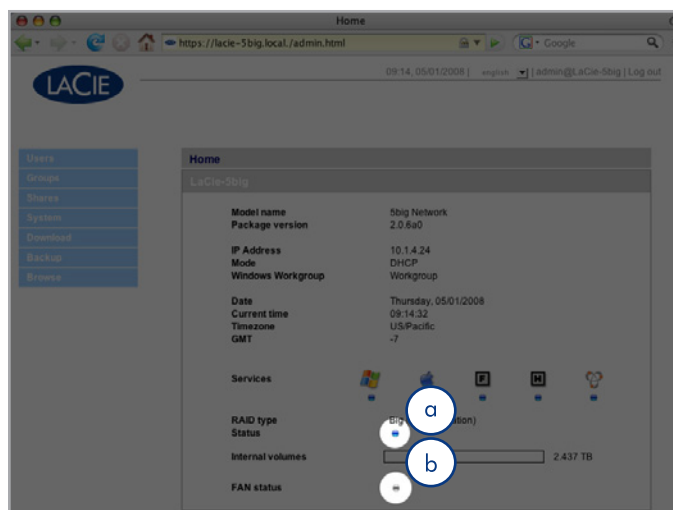 Home
https://lacie-5big.local./admin.html
Google
LACIE
09:14, 05/01/2008 | english | admin@LaCie-5big | Log out
Users
Groups
Shares
System
Download
Backup
Browse
Home
LaCie-5big
Model name 5big Network
Package version 2.0.6a0
IP Address 10.1.4.24
Mode DHCP
Windows Workgroup Workgroup
Date Thursday, 05/01/2008
Current time 09:14:32
Timezone US/Pacific
GMT -7
Services F H
RAID type Big
Status
a
Internal volumes 2.437 TB
b
FAN status